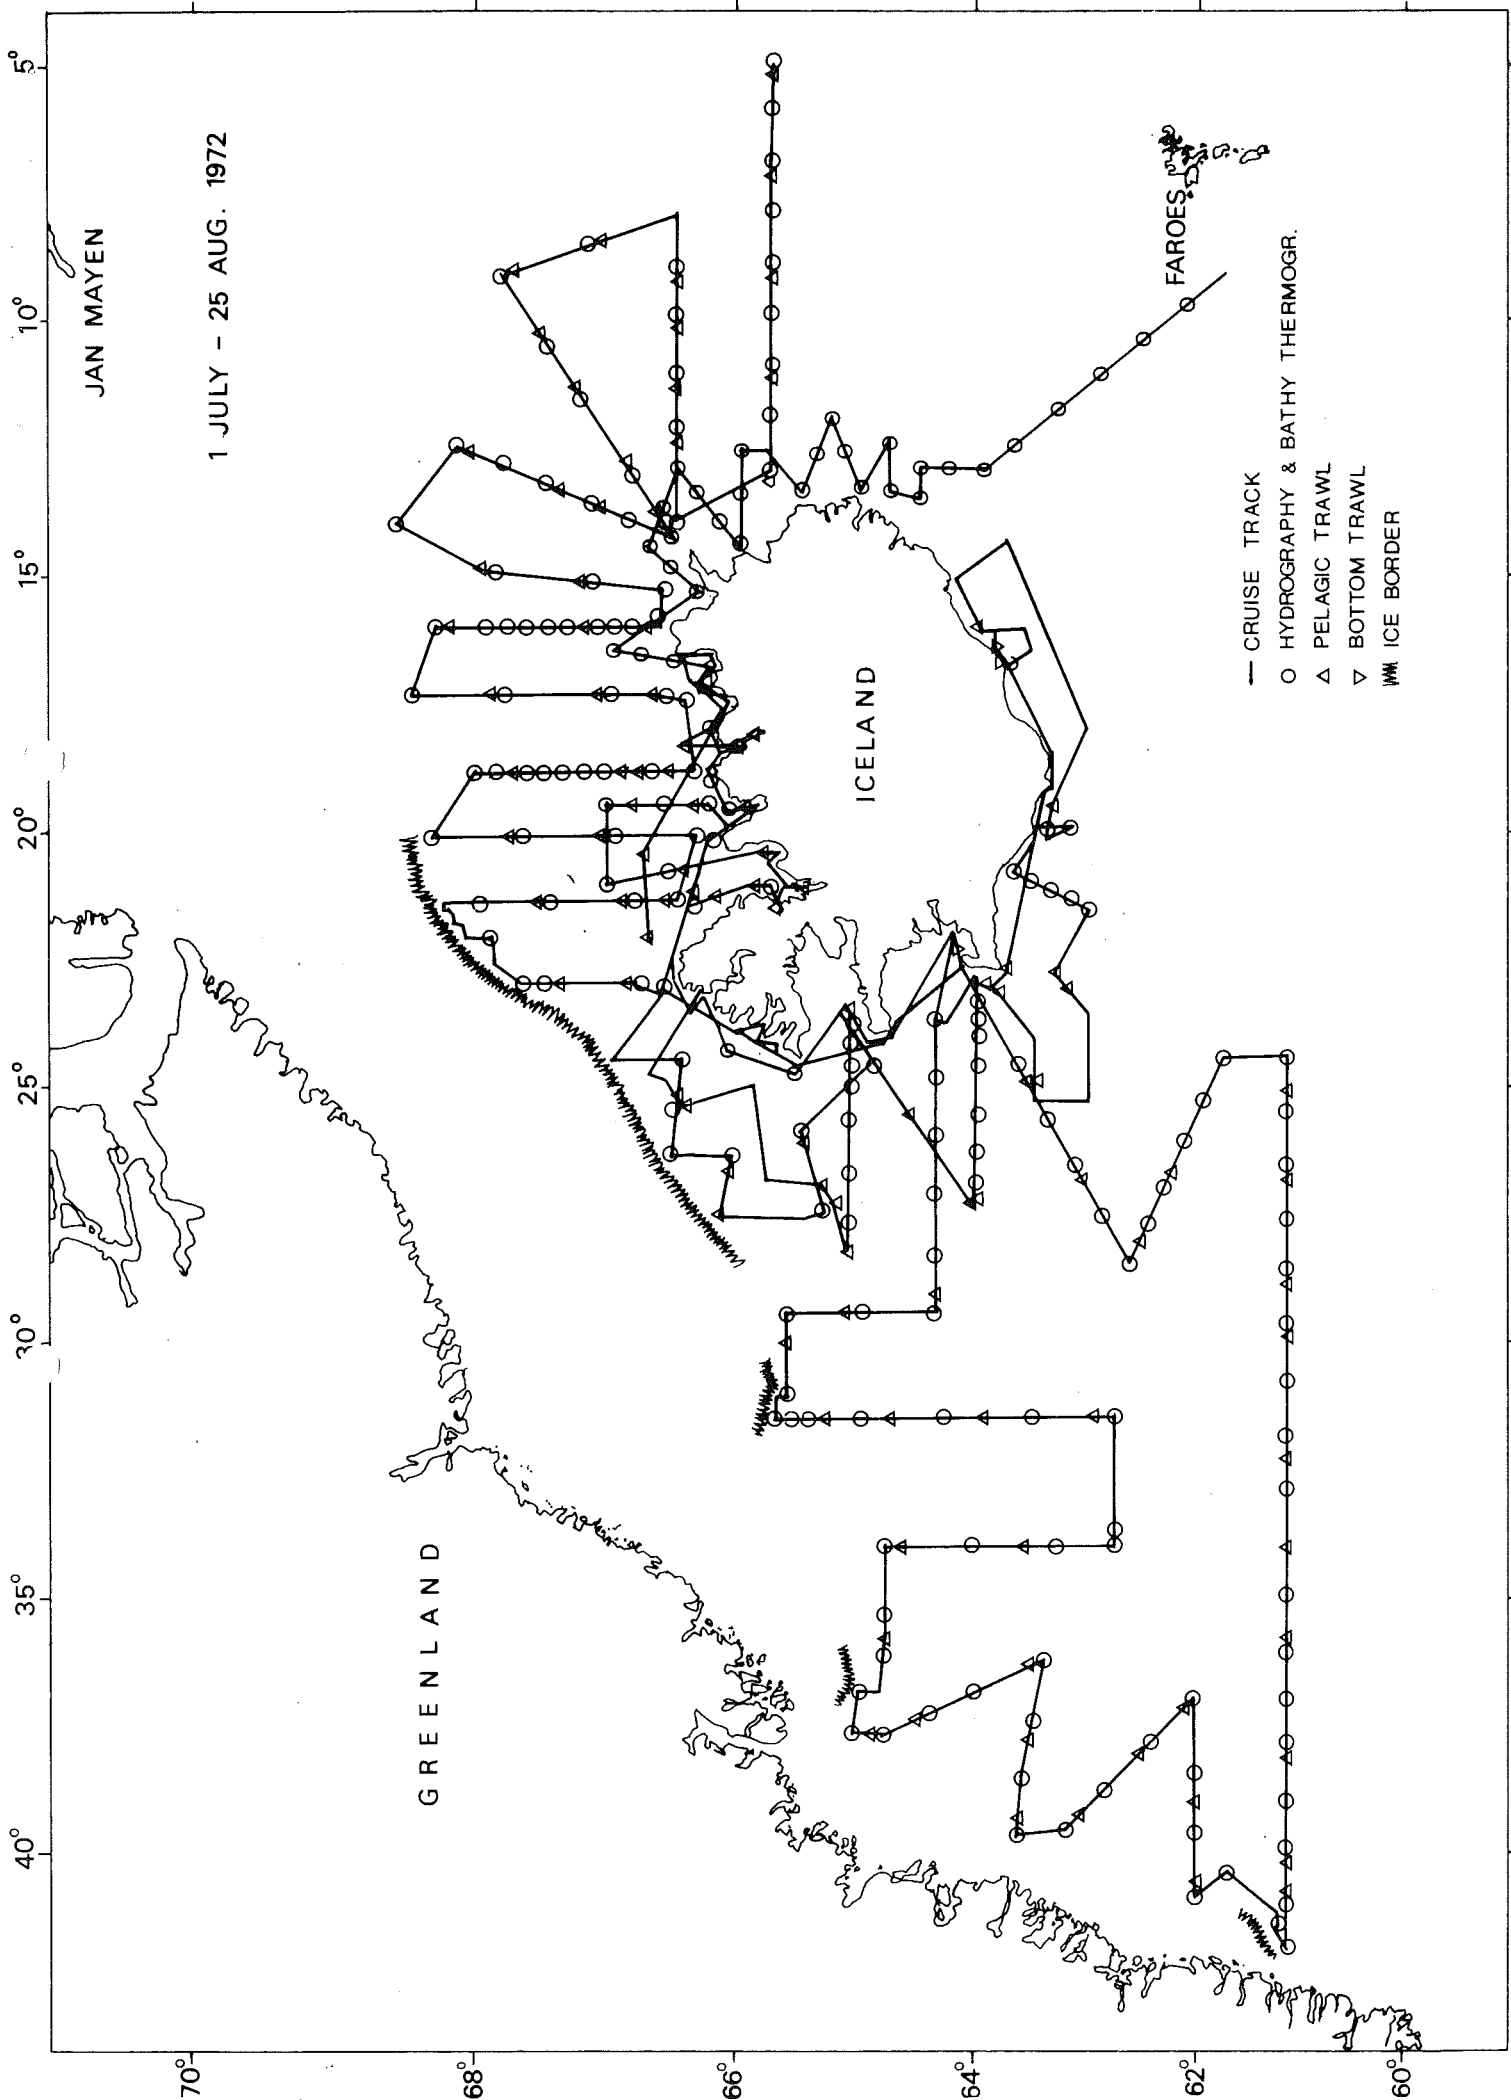 JAN MAYEN
1 JULY – 25 AUG. 1972
GREENLAND
ICELAND
FAROES
— CRUISE TRACK
○ HYDROGRAPHY & BATHY THERMOGR.
△ PELAGIC TRAWL
▽ BOTTOM TRAWL
ICE BORDER
70°
68°
66°
64°
62°
60°
40°
35°
30°
25°
20°
15°
10°
5°